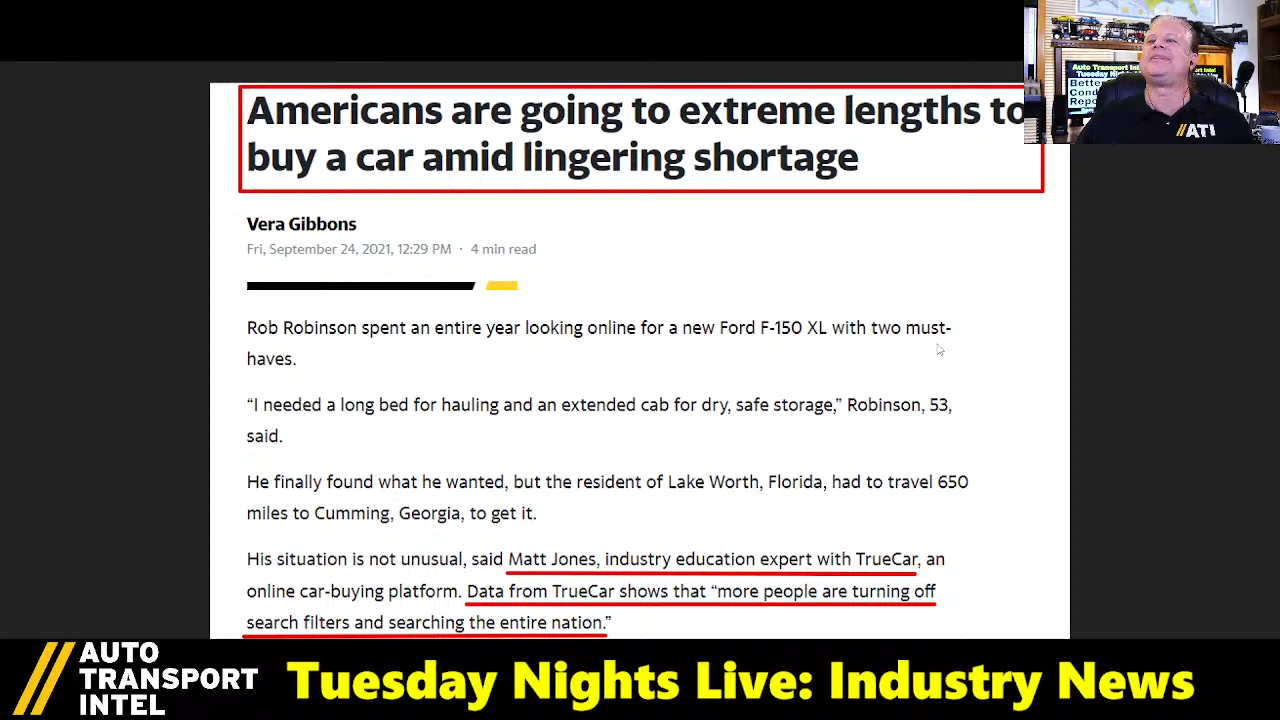 Americans are going to extreme lengths to
buy a car amid lingering shortage
Vera Gibbons
Fri, September 24, 2021, 12:29 PM · 4 min read
Rob Robinson spent an entire year looking online for a new Ford F-150 XL with two must-
haves.
“I needed a long bed for hauling and an extended cab for dry, safe storage,” Robinson, 53,
said.
He finally found what he wanted, but the resident of Lake Worth, Florida, had to travel 650
miles to Cumming, Georgia, to get it.
His situation is not unusual, said Matt Jones, industry education expert with TrueCar, an
online car-buying platform. Data from TrueCar shows that “more people are turning off
search filters and searching the entire nation.”
Auto Transport
Tuesday
ATI
AUTO
TRANSPORT
INTEL
Tuesday Nights Live: Industry News